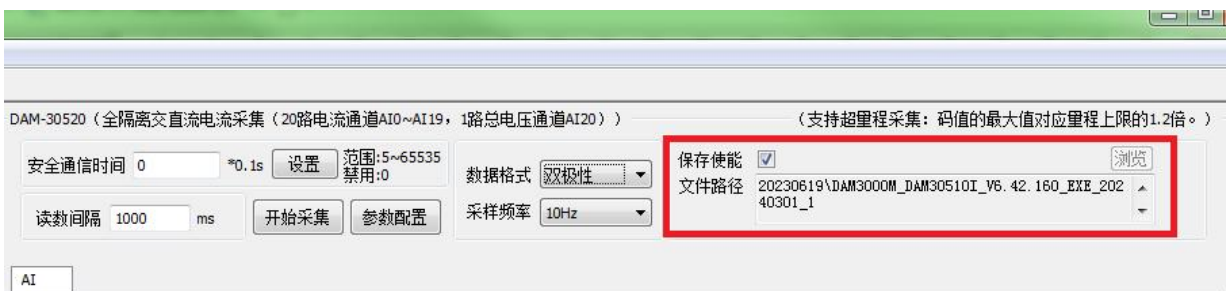 DAM-30520（全隔离交直流电流采集（20路电流通道AI0~AI19，1路总电压通道AI20））
（支持超量程采集：码值的最大值对应量程上限的1.2倍。）
安全通信时间 0 *0.1s 设置 范围:5~65535
禁用:0
读数间隔 1000 ms 开始采集 参数配置
数据格式 双极性
采样频率 10Hz
保存使能 浏览
文件路径 20230619\DAM3000M_DAM30510I_V6.42.160_EXE_202
40301_1
AI